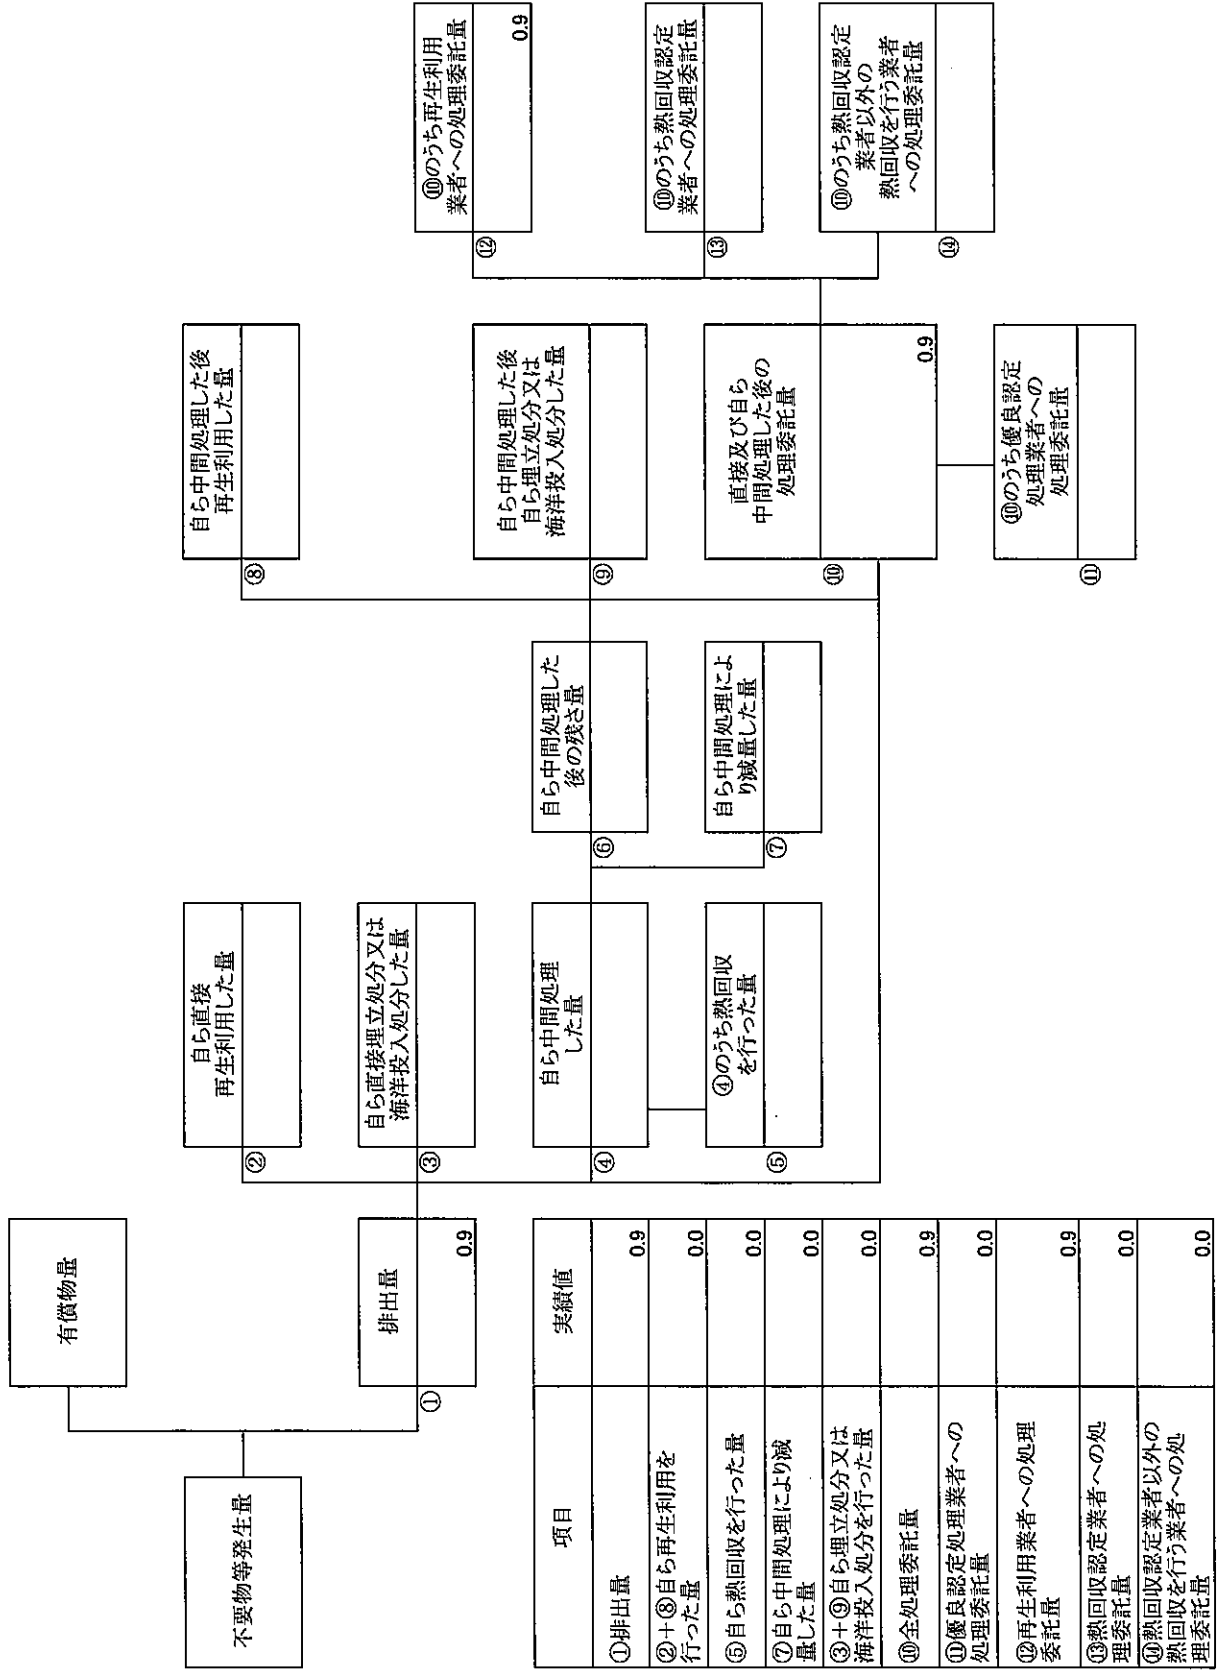 不要物等発生量
有償物量
排出量
①
0.9
自ら直接
再生利用した量
②
自ら直接埋立処分又は
海洋投入処分した量
③
自ら中間処理
した量
④
④のうち熱回収
を行った量
⑤
自ら中間処理した
後の残さ量
⑥
自ら中間処理によ
り減量した量
⑦
自ら中間処理した後
再生利用した量
⑧
自ら中間処理した後
自ら埋立処分又は
海洋投入処分した量
⑨
直接及び自ら
中間処理した後の
処理委託量
⑩
0.9
⑩のうち優良認定
処理業者への
処理委託量
⑪
⑩のうち再生利用
業者への処理委託量
⑫
0.9
⑩のうち熱回収認定
業者への処理委託量
⑬
⑩のうち熱回収認定
業者以外の
熱回収を行う業者
への処理委託量
⑭
項目 実績値
①排出量 0.9
②+⑧自ら再生利用を
行った量 0.0
⑤自ら熱回収を行った量 0.0
⑦自ら中間処理により減
量した量 0.0
③+⑨自ら埋立処分又は
海洋投入処分を行った量 0.0
⑩全処理委託量 0.9
⑪優良認定処理業者への
処理委託量 0.0
⑫再生利用業者への処理
委託量 0.9
⑬熱回収認定業者への処
理委託量 0.0
⑭熱回収認定業者以外の
熱回収を行う業者への処
理委託量 0.0